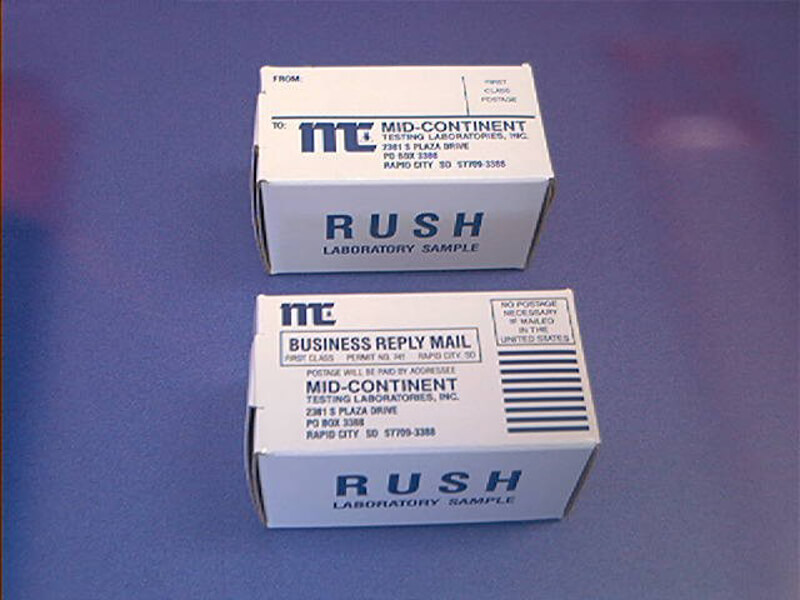 FROM:
FIRST
CLASS
POSTAGE
TO:
MC
MID-CONTINENT
TESTING LABORATORIES, INC.
2381 S PLAZA DRIVE
PO BOX 3388
RAPID CITY SD 57709-3388
RUSH
LABORATORY SAMPLE
MC
NO POSTAGE
NECESSARY
IF MAILED
IN THE
UNITED STATES
BUSINESS REPLY MAIL
FIRST CLASS PERMIT NO. 741 RAPID CITY, SD
POSTAGE WILL BE PAID BY ADDRESSEE
MID-CONTINENT
TESTING LABORATORIES, INC.
2381 S PLAZA DRIVE
PO BOX 3388
RAPID CITY SD 57709-3388
RUSH
LABORATORY SAMPLE